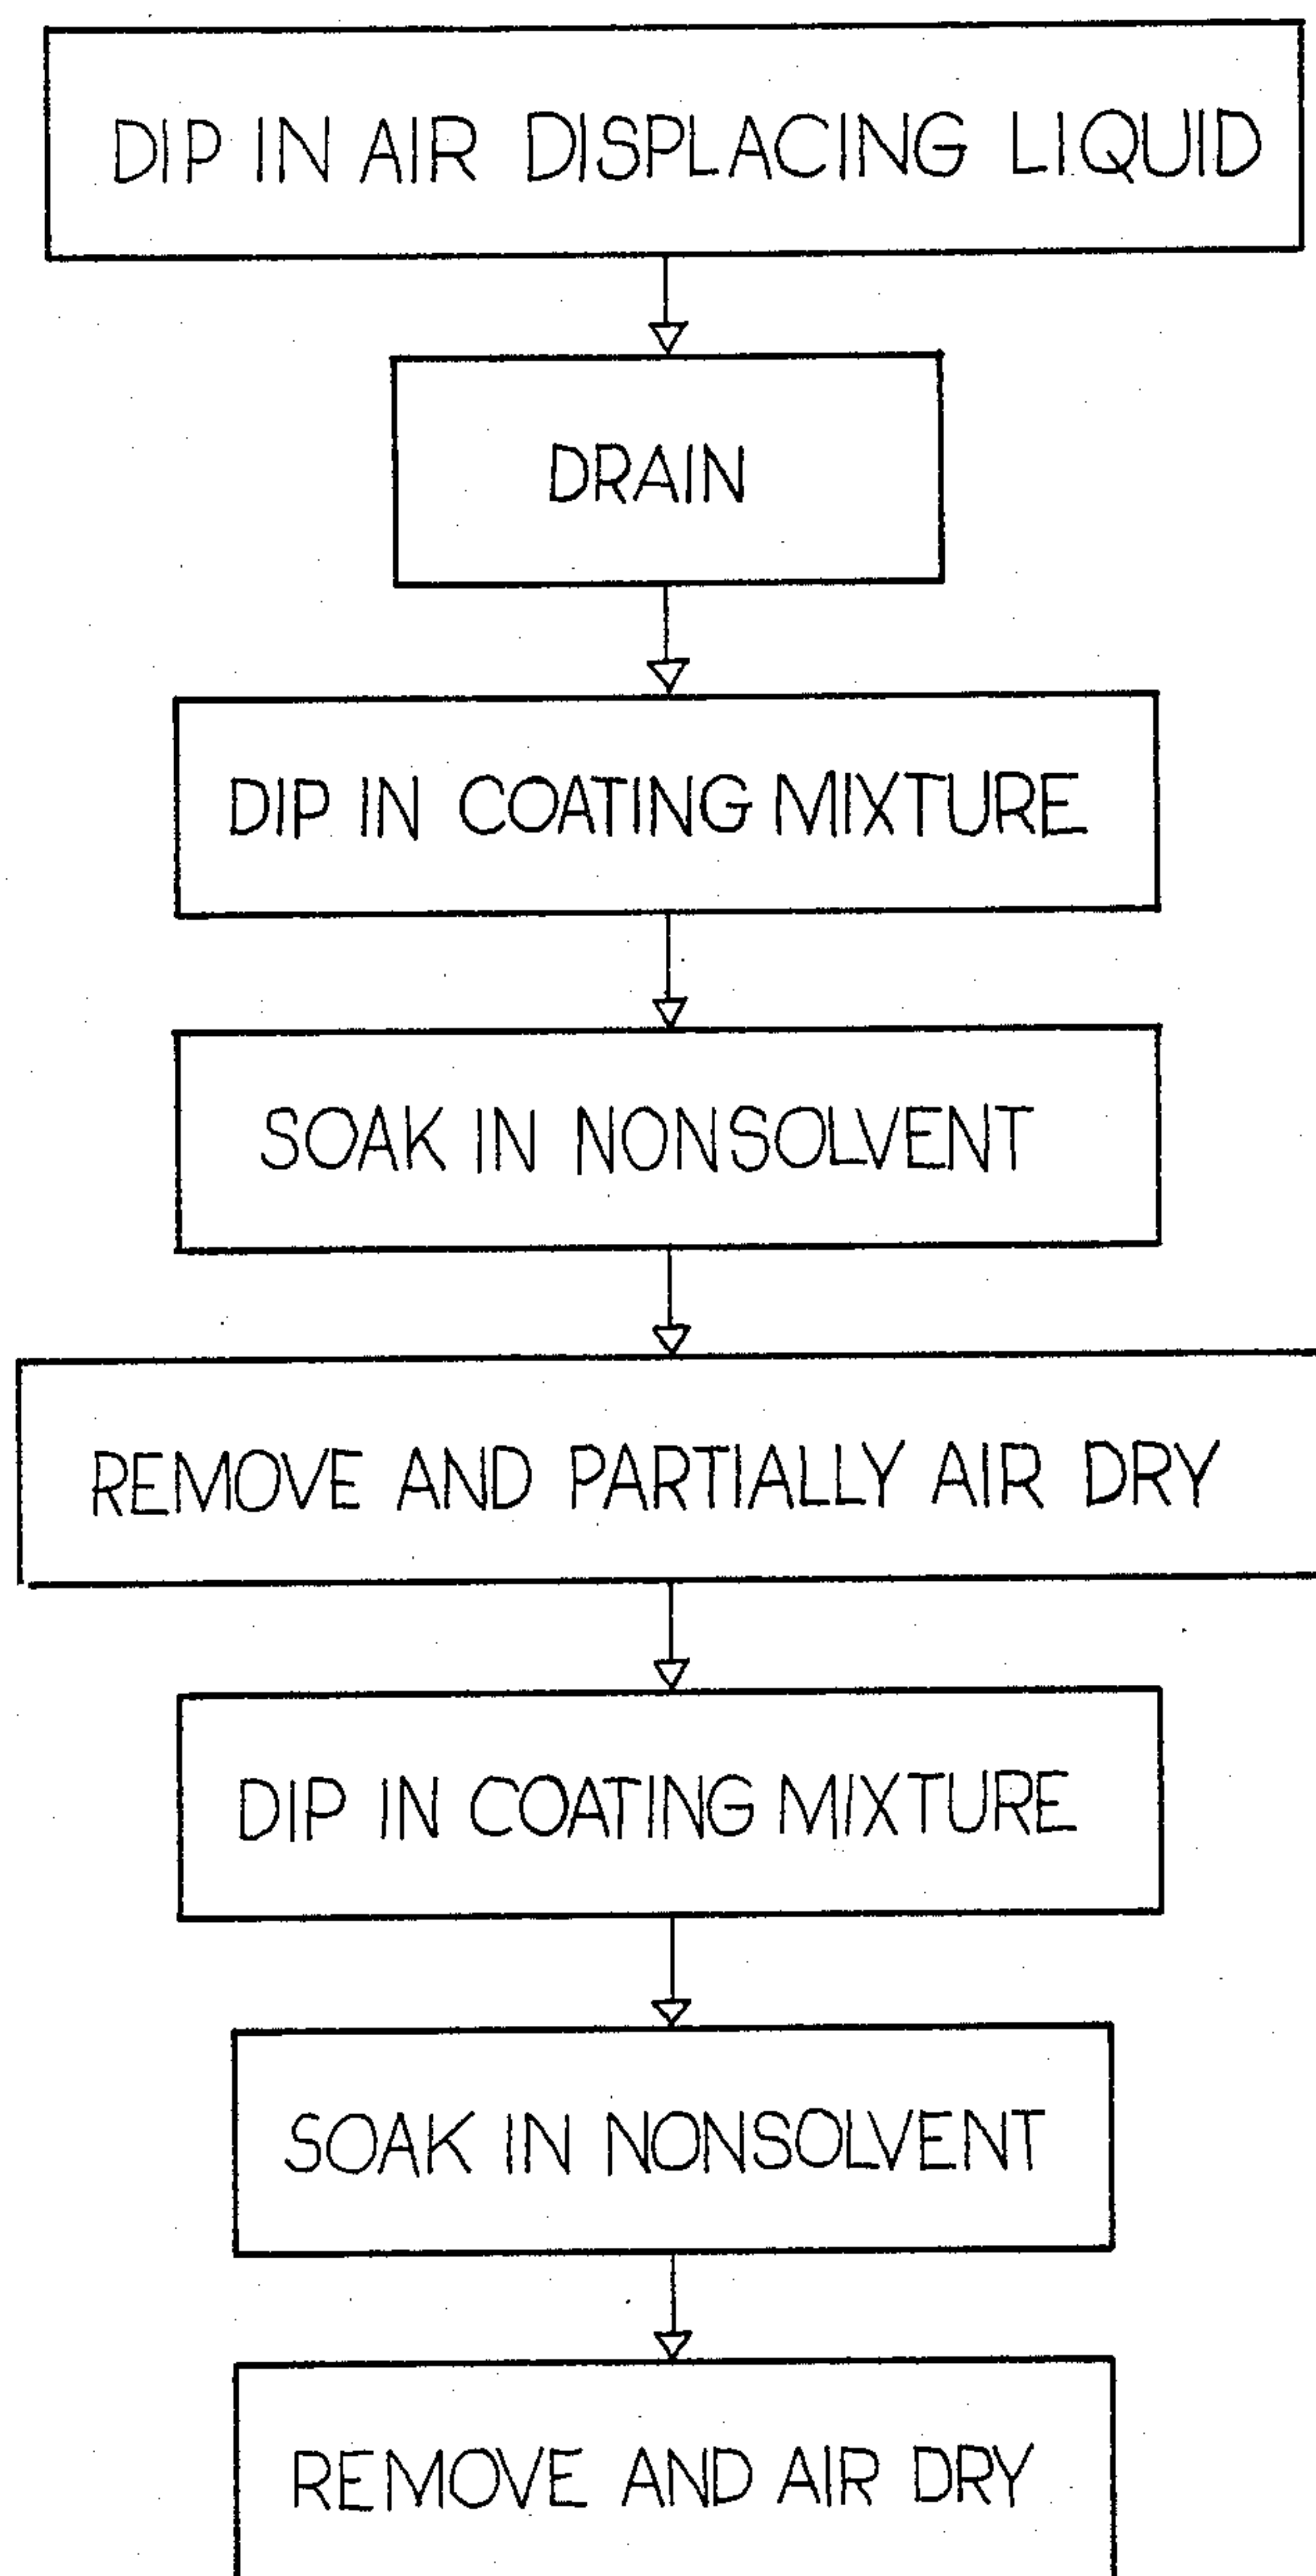 DIP IN AIR DISPLACING LIQUID
DRAIN
DIP IN COATING MIXTURE
SOAK IN NONSOLVENT
REMOVE AND PARTIALLY AIR DRY
DIP IN COATING MIXTURE
SOAK IN NONSOLVENT
REMOVE AND AIR DRY